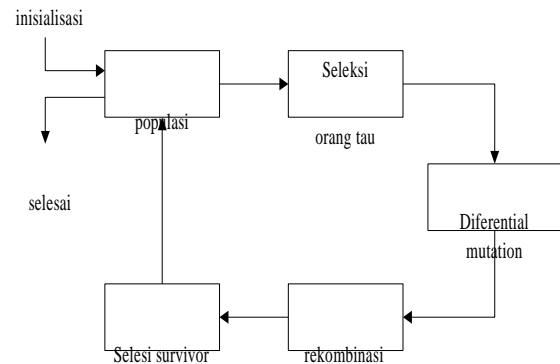 inisialisasi
Seleksi
populasi
orang tau
selesai
Diferential
mutation
Selesi survivor
rekombinasi